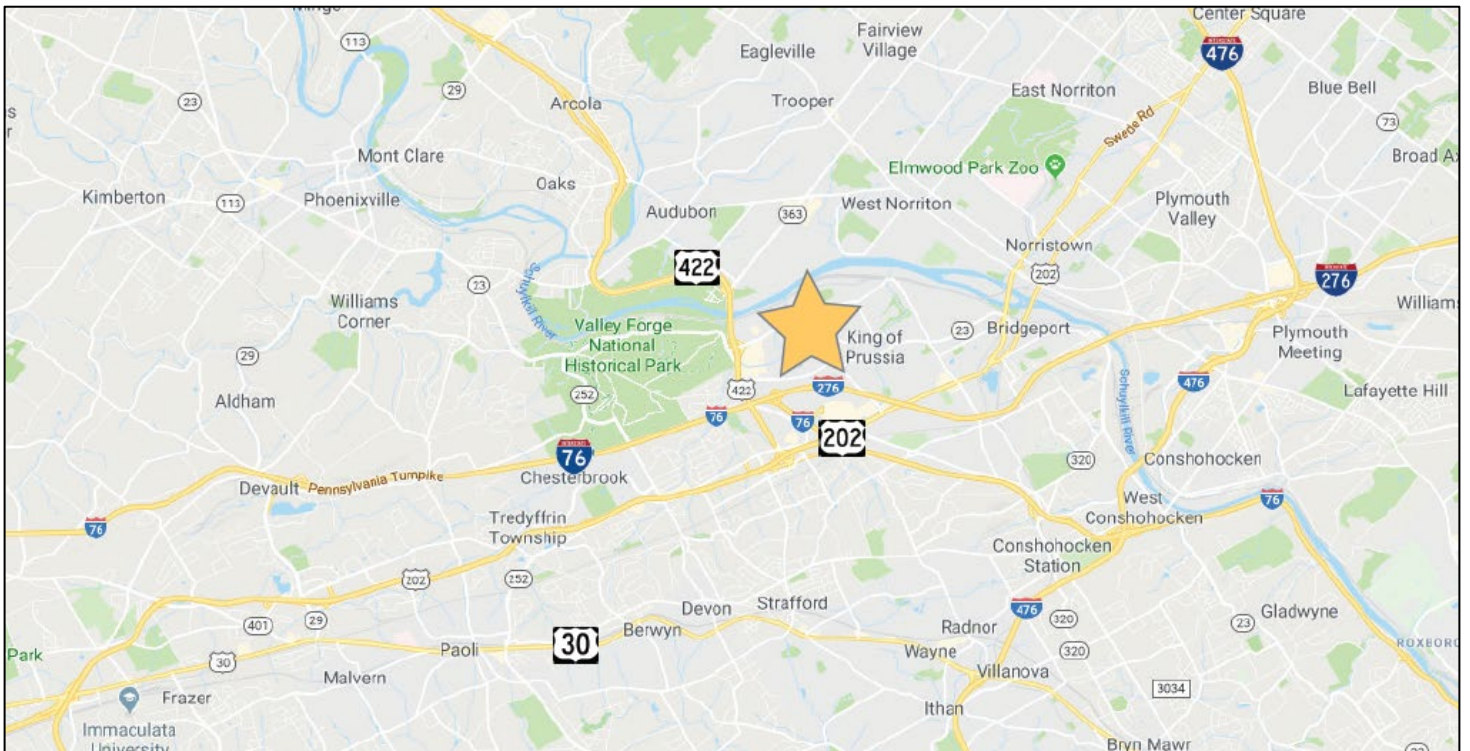 Center Square
Fairview
Village
113
Eagleville
476
23
29
Arcola
Trooper
East Norriton
Blue Bell
Swede Rd
73
Mont Clare
Elmwood Park Zoo
Kimberton
113
Phoenixville
Oaks
Audubon
363
West Norriton
Plymouth
Valley
Norristown
422
202
276
23
Schuylkill River
Williams
Corner
Valley Forge
National
Historical Park
King of
Prussia
23
Bridgeport
Plymouth
Meeting
29
Aldham
252
422
276
476
Lafayette Hill
76
76
202
Schuylkill River
76
Chesterbrook
320
Conshohocken
Devault
Pennsylvania Turnpike
76
Tredyffrin
Township
West
Conshohocken
76
Conshohocken
Station
202
252
476
320
Gladwyne
23
401
29
Devon
Strafford
Berwyn
Radnor
30
Paoli
30
Wayne
320
Villanova
Park
Malvern
3034
Frazer
Ithan
Immaculata
University
Bryn Mawr